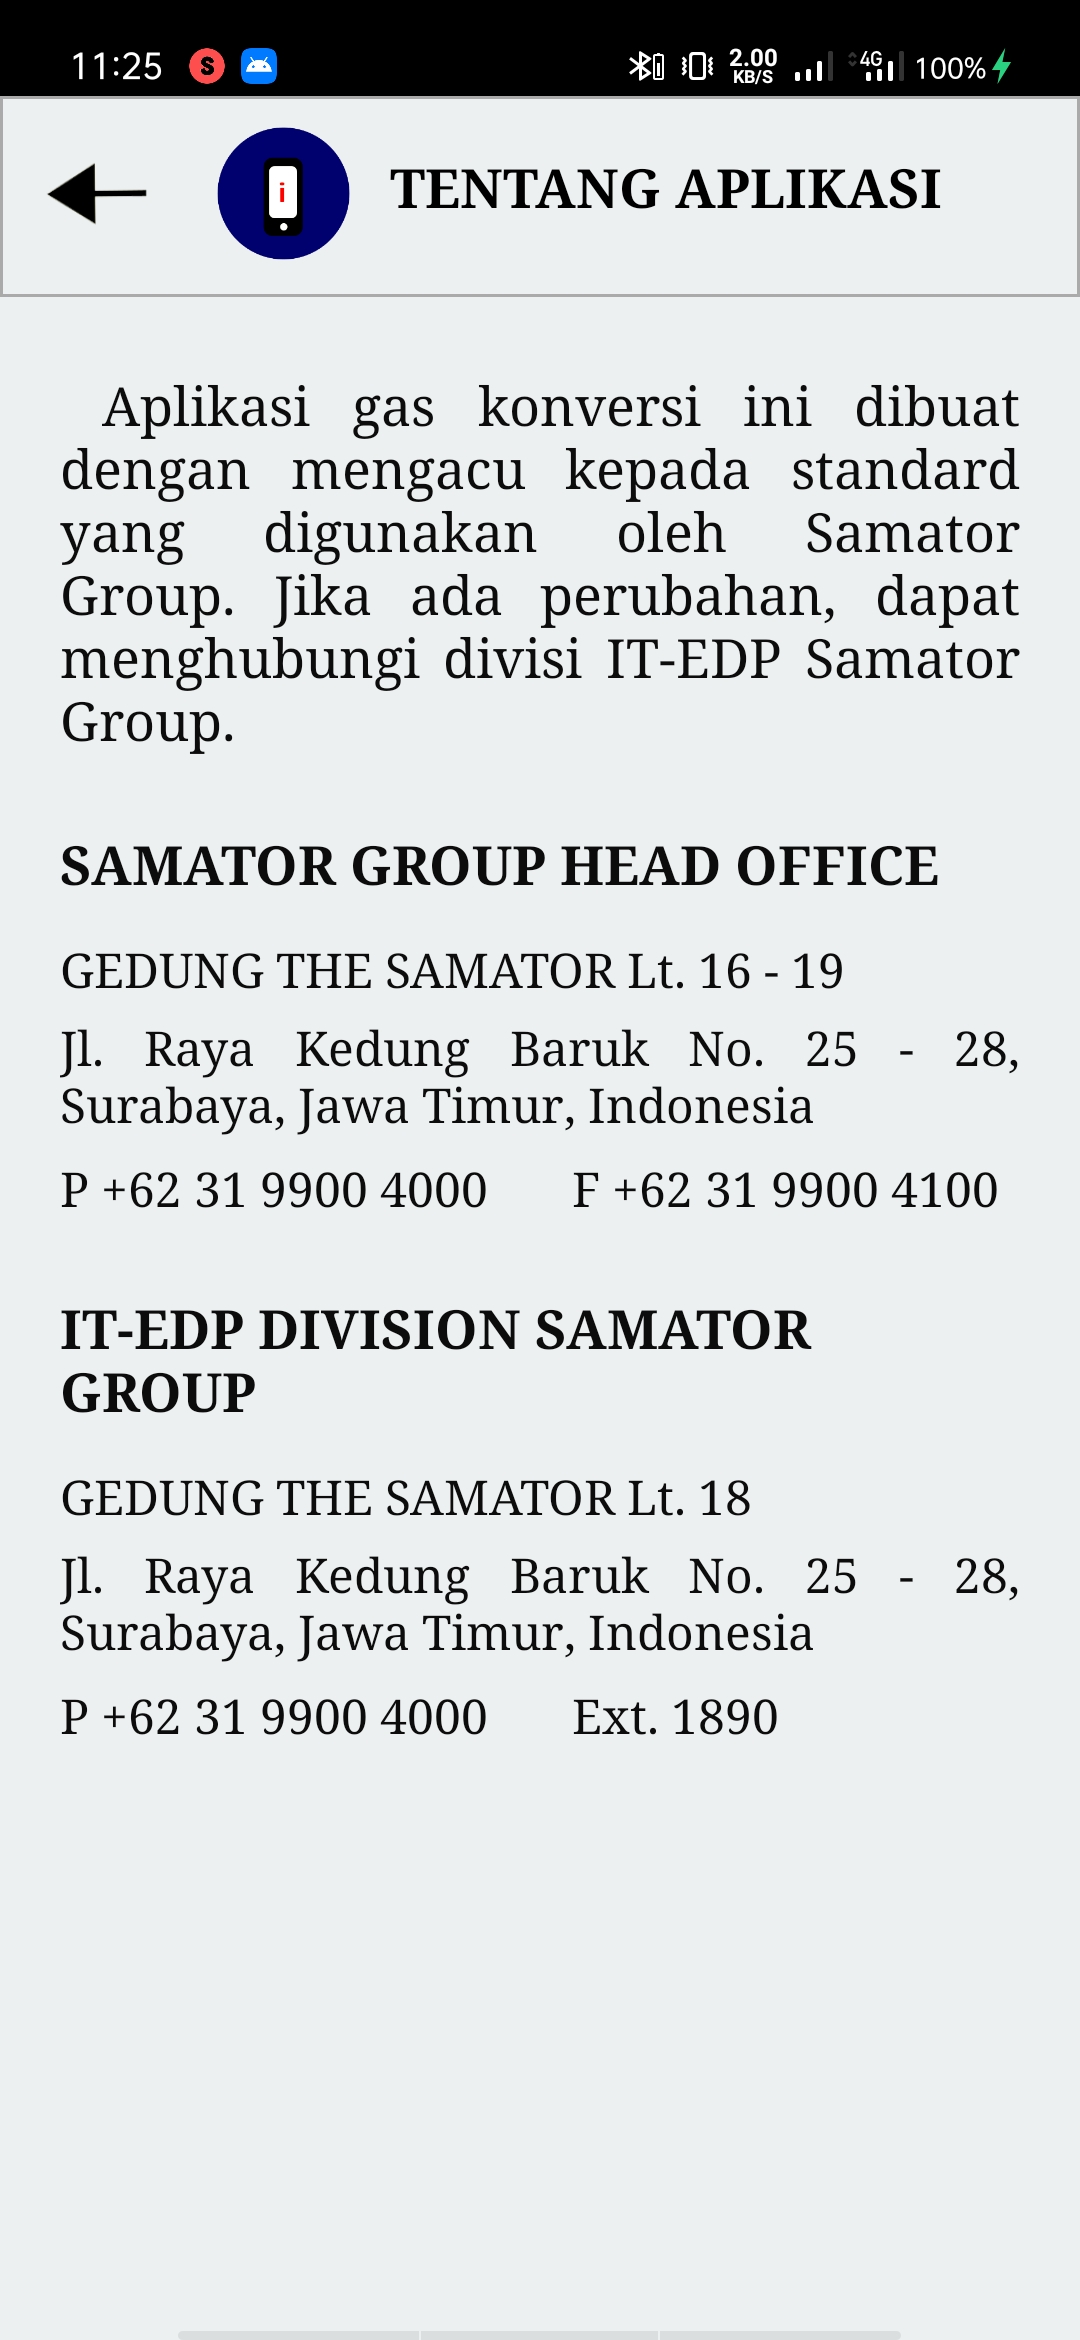 11:25 S 2.00 KB/S 4G 100%
i TENTANG APLIKASI
Aplikasi gas konversi ini dibuat
dengan mengacu kepada standard
yang digunakan oleh Samator
Group. Jika ada perubahan, dapat
menghubungi divisi IT-EDP Samator
Group.
SAMATOR GROUP HEAD OFFICE
GEDUNG THE SAMATOR Lt. 16 - 19
Jl. Raya Kedung Baruk No. 25 - 28,
Surabaya, Jawa Timur, Indonesia
P +62 31 9900 4000 F +62 31 9900 4100
IT-EDP DIVISION SAMATOR
GROUP
GEDUNG THE SAMATOR Lt. 18
Jl. Raya Kedung Baruk No. 25 - 28,
Surabaya, Jawa Timur, Indonesia
P +62 31 9900 4000 Ext. 1890